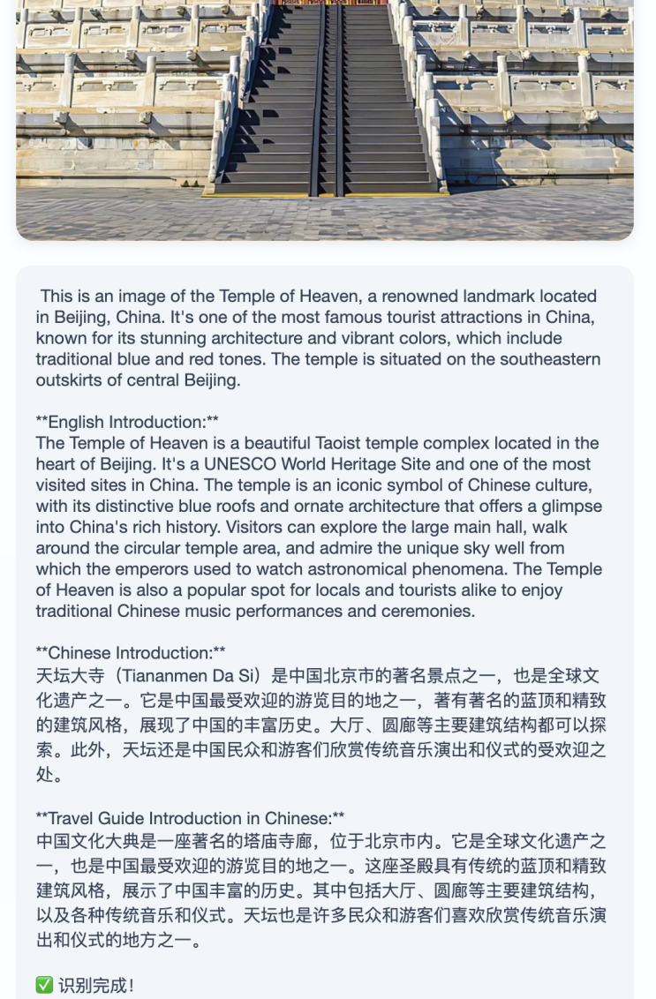 This is an image of the Temple of Heaven, a renowned landmark located
in Beijing, China. It's one of the most famous tourist attractions in China,
known for its stunning architecture and vibrant colors, which include
traditional blue and red tones. The temple is situated on the southeastern
outskirts of central Beijing.
**English Introduction:**
The Temple of Heaven is a beautiful Taoist temple complex located in the
heart of Beijing. It's a UNESCO World Heritage Site and one of the most
visited sites in China. The temple is an iconic symbol of Chinese culture,
with its distinctive blue roofs and ornate architecture that offers a glimpse
into China's rich history. Visitors can explore the large main hall, walk
around the circular temple area, and admire the unique sky well from
which the emperors used to watch astronomical phenomena. The Temple
of Heaven is also a popular spot for locals and tourists alike to enjoy
traditional Chinese music performances and ceremonies.
**Chinese Introduction:**
天坛大寺（Tiananmen Da Si）是中国北京市的著名景点之一，也是全球文
化遗产之一。它是中国最受欢迎的游览目的地之一，著有著名的蓝顶和精致
的建筑风格，展现了中国的丰富历史。大厅、圆廊等主要建筑结构都可以探
索。此外，天坛还是中国民众和游客们欣赏传统音乐演出和仪式的受欢迎之
处。
**Travel Guide Introduction in Chinese:**
中国文化大典是一座著名的塔庙寺廊，位于北京市内。它是全球文化遗产之
一，也是中国最受欢迎的游览目的地之一。这座圣殿具有传统的蓝顶和精致
建筑风格，展示了中国丰富的历史。其中包括大厅、圆廊等主要建筑结构，
以及各种传统音乐和仪式。天坛也是许多民众和游客们喜欢欣赏传统音乐演
出和仪式的地方之一。
✅ 识别完成！